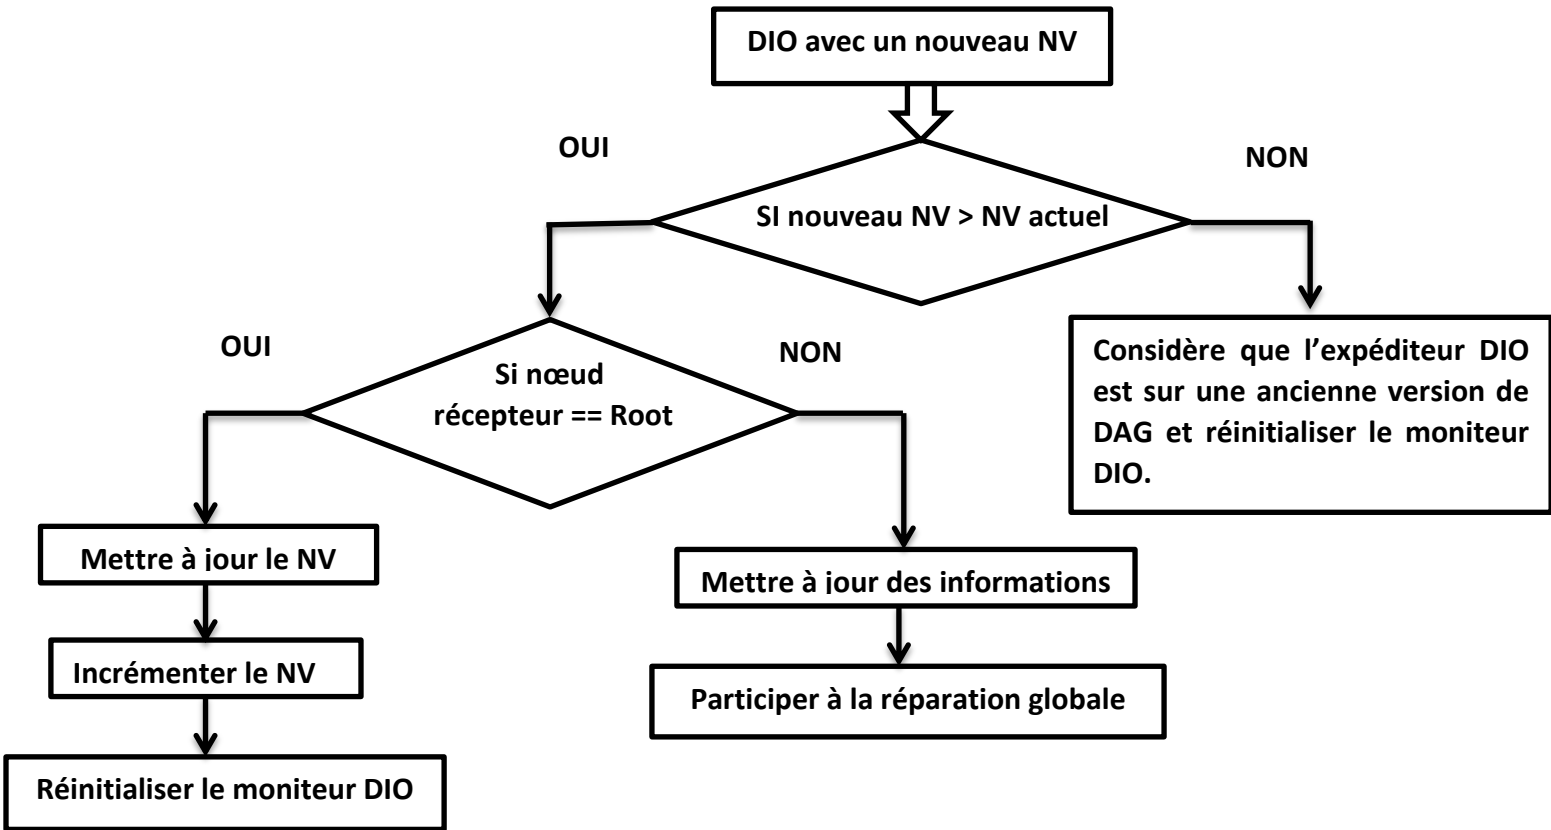 DIO avec un nouveau NV
OUI
NON
SI nouveau NV > NV actuel
OUI
NON
Si nœud
récepteur == Root
Considère que l’expéditeur DIO
est sur une ancienne version de
DAG et réinitialiser le moniteur
DIO.
Mettre à jour le NV
Mettre à jour des informations
Incrémenter le NV
Participer à la réparation globale
Réinitialiser le moniteur DIO